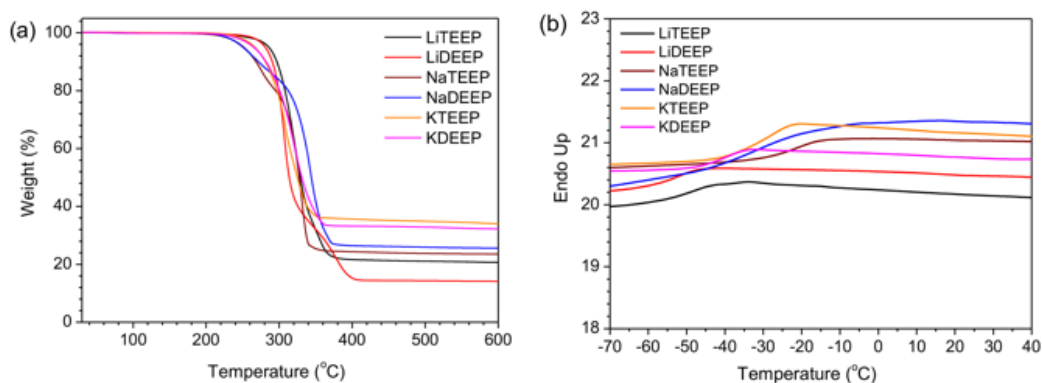 (a)
Weight (%)
100
80
60
40
20
0
LiTEEP
LiDEEP
NaTEEP
NaDEEP
KTEEP
KDEEP
100 200 300 400 500 600
Temperature (°C)
(b)
Endo Up
23
22
21
20
19
18
LiTEEP
LiDEEP
NaTEEP
NaDEEP
KTEEP
KDEEP
-70 -60 -50 -40 -30 -20 -10 0 10 20 30 40
Temperature (°C)